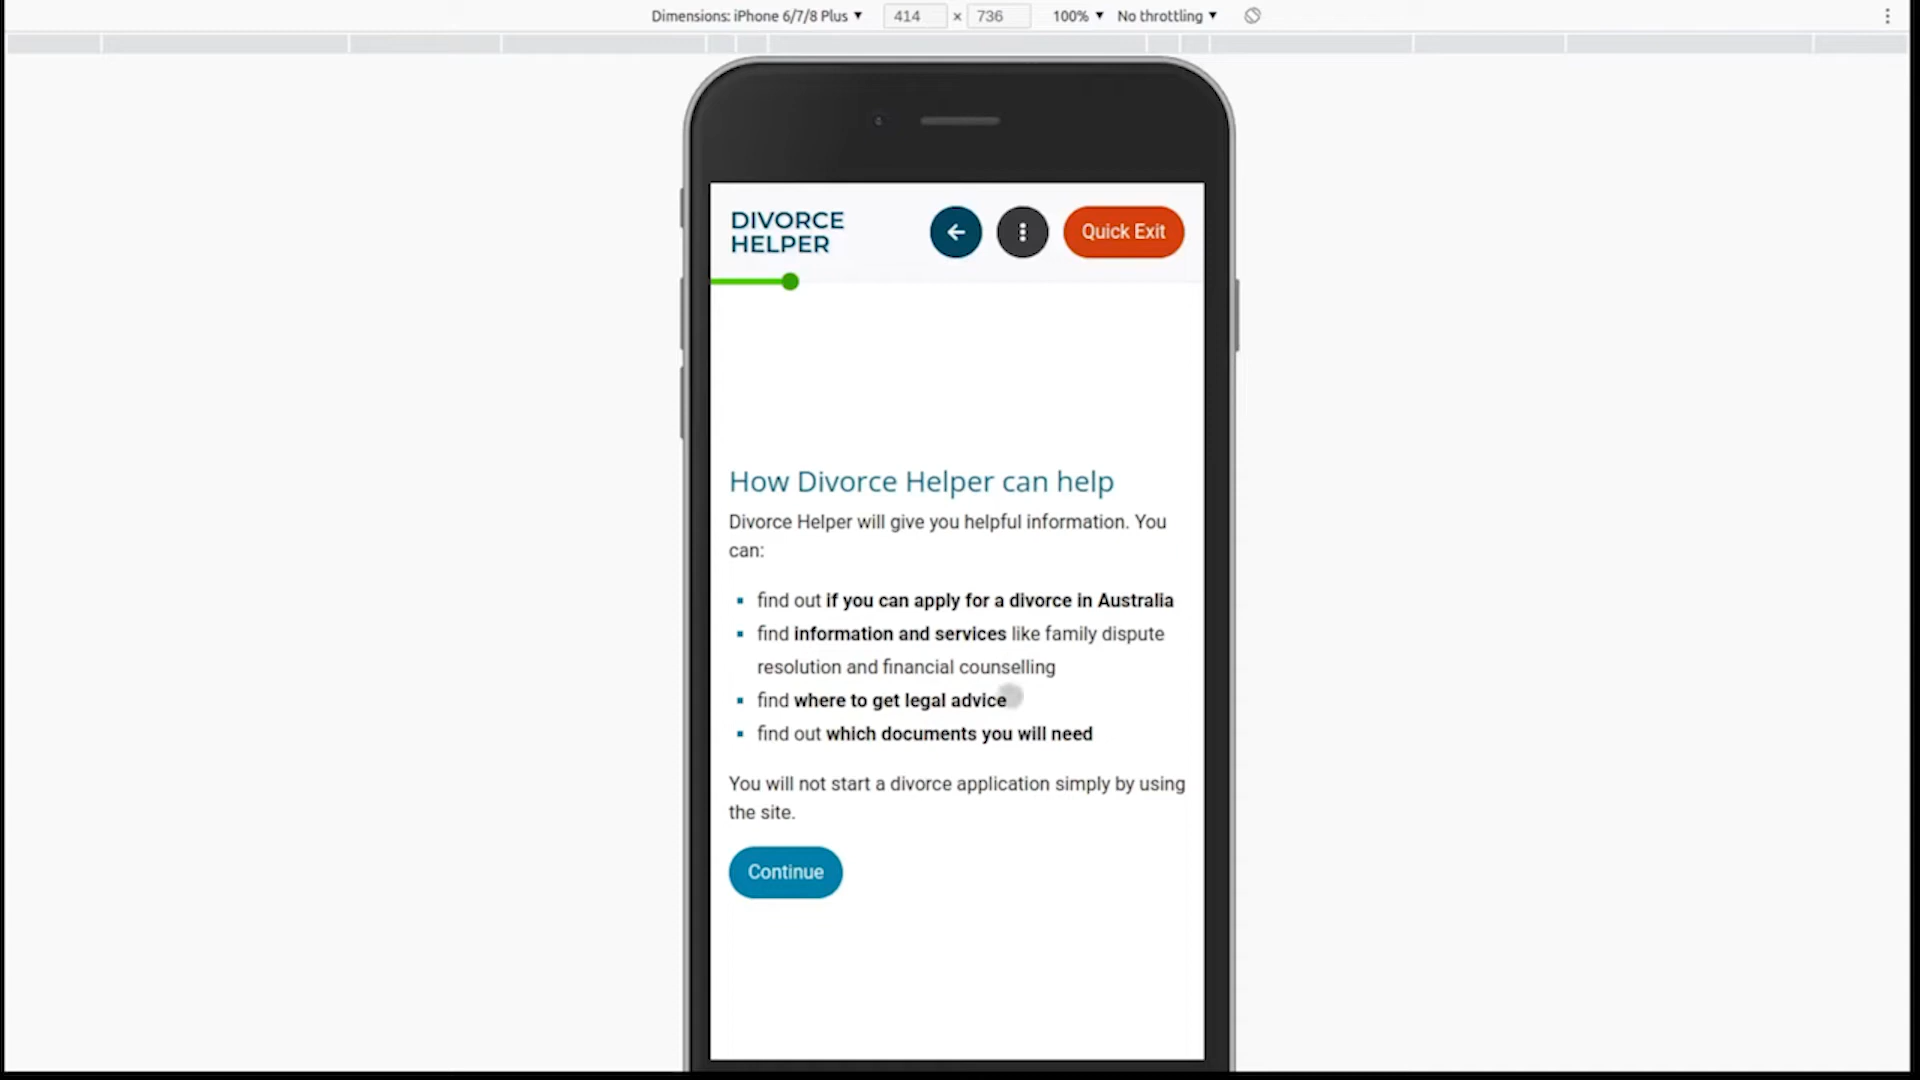 Dimensions: iPhone 6/7/8 Plus ▼ 414 × 736 100% ▼ No throttling ▼
DIVORCE
HELPER
Quick Exit
How Divorce Helper can help
Divorce Helper will give you helpful information. You
can:
▪ find out if you can apply for a divorce in Australia
▪ find information and services like family dispute
resolution and financial counselling
▪ find where to get legal advice
▪ find out which documents you will need
You will not start a divorce application simply by using
the site.
Continue